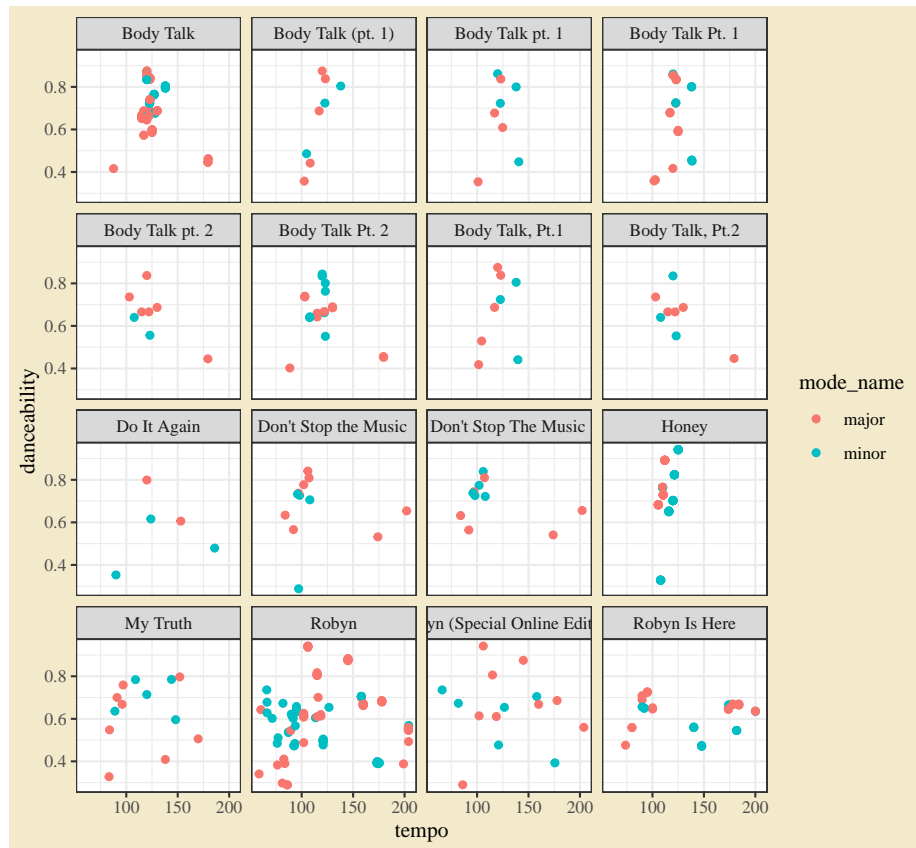 Body Talk
Body Talk (pt. 1)
Body Talk pt. 1
Body Talk Pt. 1
0.8
0.6
0.4
Body Talk pt. 2
Body Talk Pt. 2
Body Talk, Pt.1
Body Talk, Pt.2
0.8
0.6
0.4
Do It Again
Don't Stop the Music
Don't Stop The Music
Honey
0.8
0.6
0.4
My Truth
Robyn
yn (Special Online Edit
Robyn Is Here
0.8
0.6
0.4
100 150 200
100 150 200
100 150 200
100 150 200
tempo
danceability
mode_name
major
minor